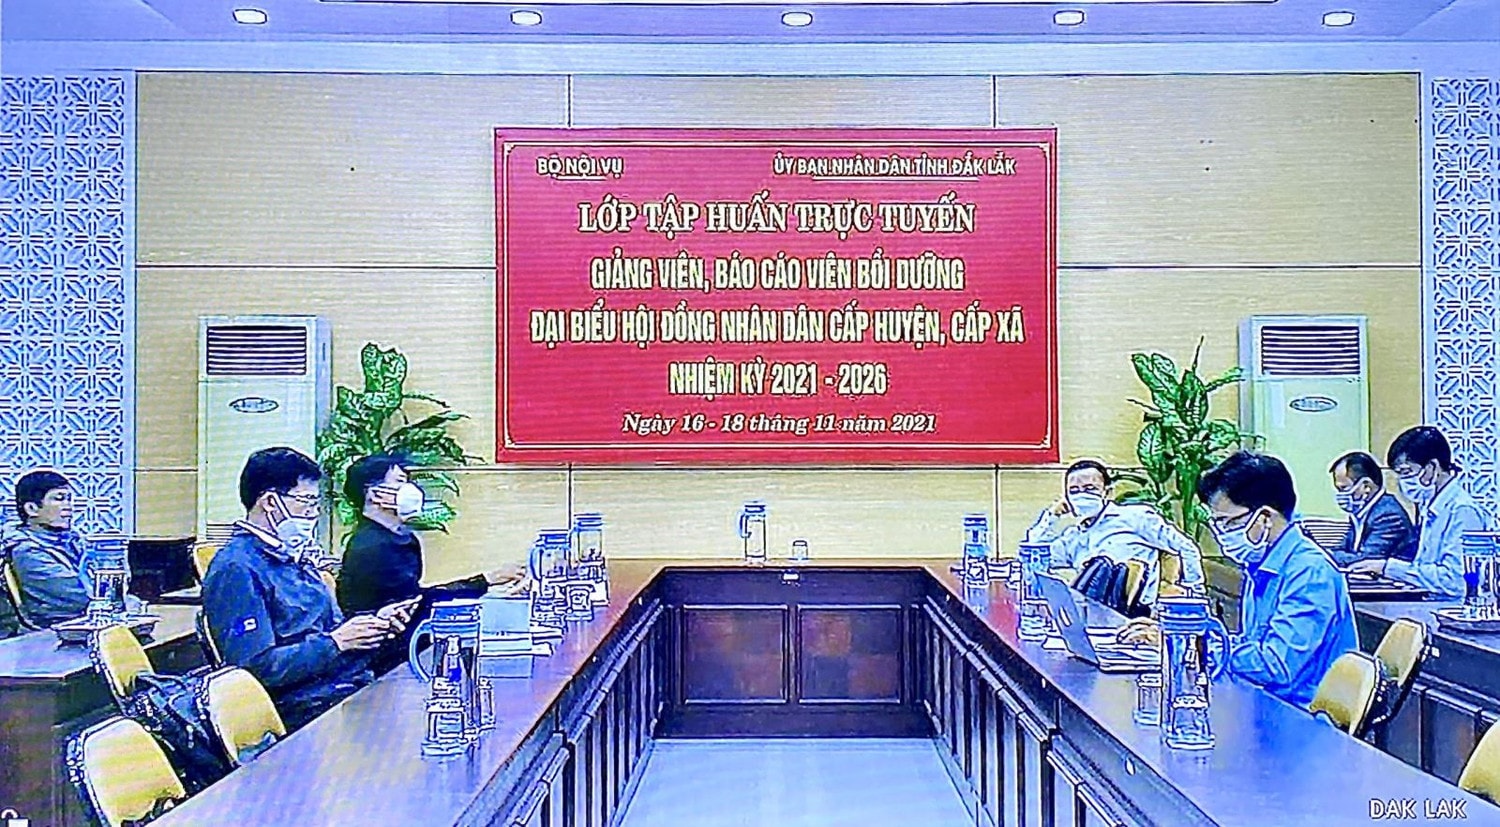 BỘ NỘI VỤ
ỦY BAN NHÂN DÂN TỈNH ĐẮK LẮK
LỚP TẬP HUẤN TRỰC TUYẾN
GIẢNG VIÊN, BÁO CÁO VIÊN BỒI DƯỠNG
ĐẠI BIỂU HỘI ĐỒNG NHÂN DÂN CẤP HUYỆN, CẤP XÃ
NHIỆM KỲ 2021 - 2026
Ngày 16 - 18 tháng 11 năm 2021
DAK LAK